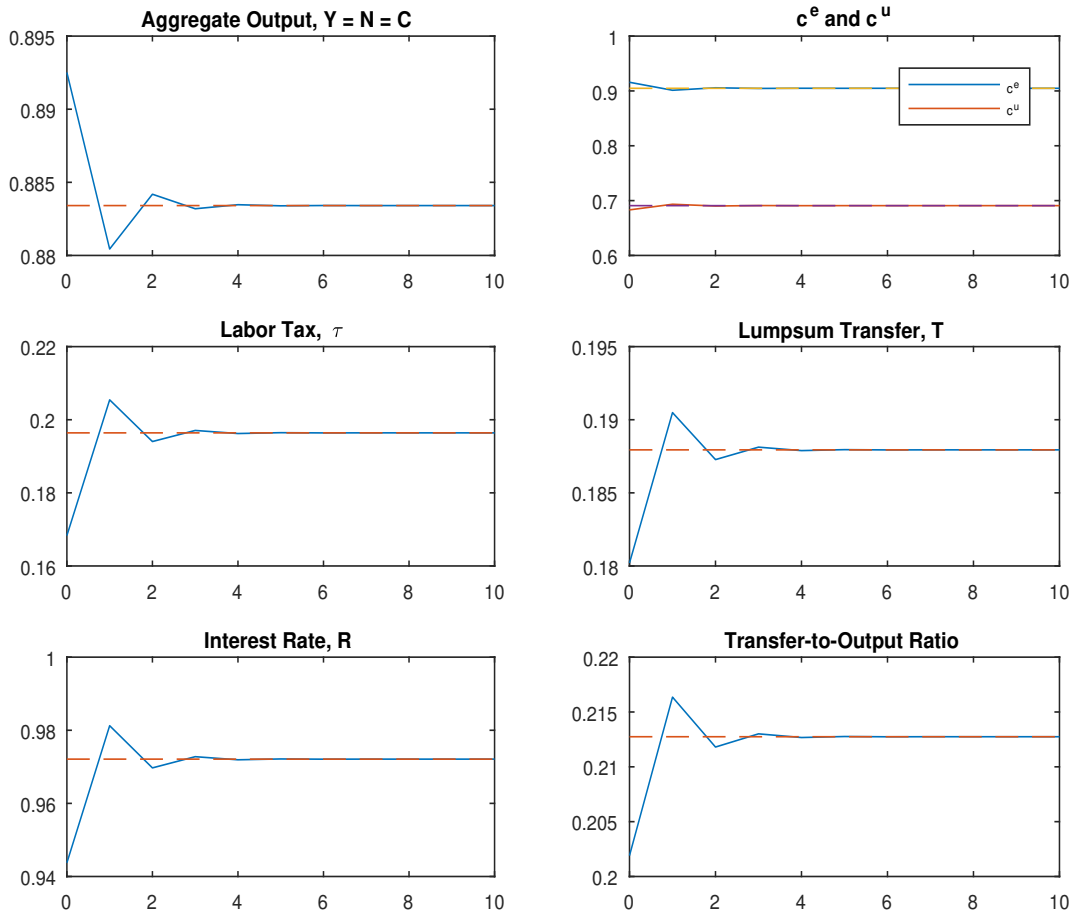 Aggregate Output, Y = N = C
0.895
0.89
0.885
0.88
0 2 4 6 8 10
c^e and c^u
1
0.9
0.8
0.7
0.6
c^e
c^u
0 2 4 6 8 10
Labor Tax, τ
0.22
0.2
0.18
0.16
0 2 4 6 8 10
Lumpsum Transfer, T
0.195
0.19
0.185
0.18
0 2 4 6 8 10
Interest Rate, R
1
0.98
0.96
0.94
0 2 4 6 8 10
Transfer-to-Output Ratio
0.22
0.215
0.21
0.205
0.2
0 2 4 6 8 10